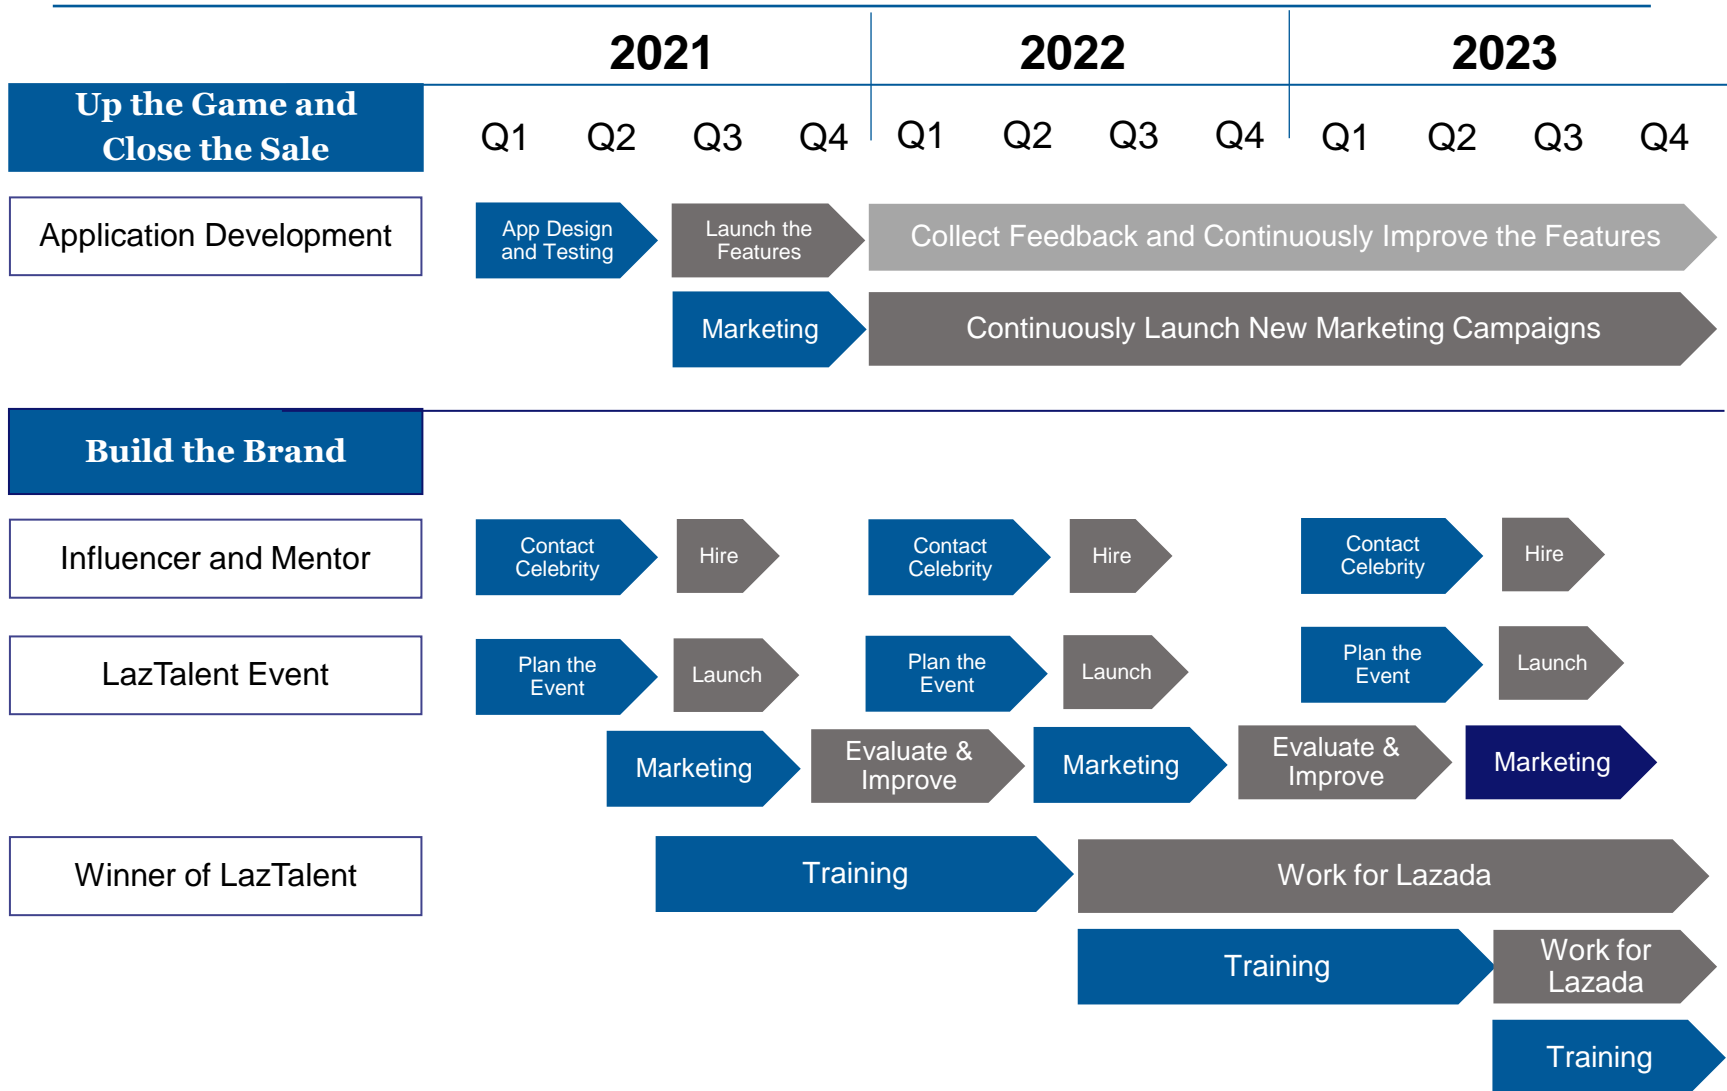 2021 2022 2023
Up the Game and
Close the Sale
Q1 Q2 Q3 Q4 Q1 Q2 Q3 Q4 Q1 Q2 Q3 Q4
Application Development
App Design
and Testing
Launch the
Features
Collect Feedback and Continuously Improve the Features
Marketing
Continuously Launch New Marketing Campaigns
Build the Brand
Influencer and Mentor
Contact
Celebrity
Hire
Contact
Celebrity
Hire
Contact
Celebrity
Hire
LazTalent Event
Plan the
Event
Launch
Plan the
Event
Launch
Plan the
Event
Launch
Marketing
Evaluate &
Improve
Marketing
Evaluate &
Improve
Marketing
Winner of LazTalent
Training
Work for Lazada
Training
Work for
Lazada
Training